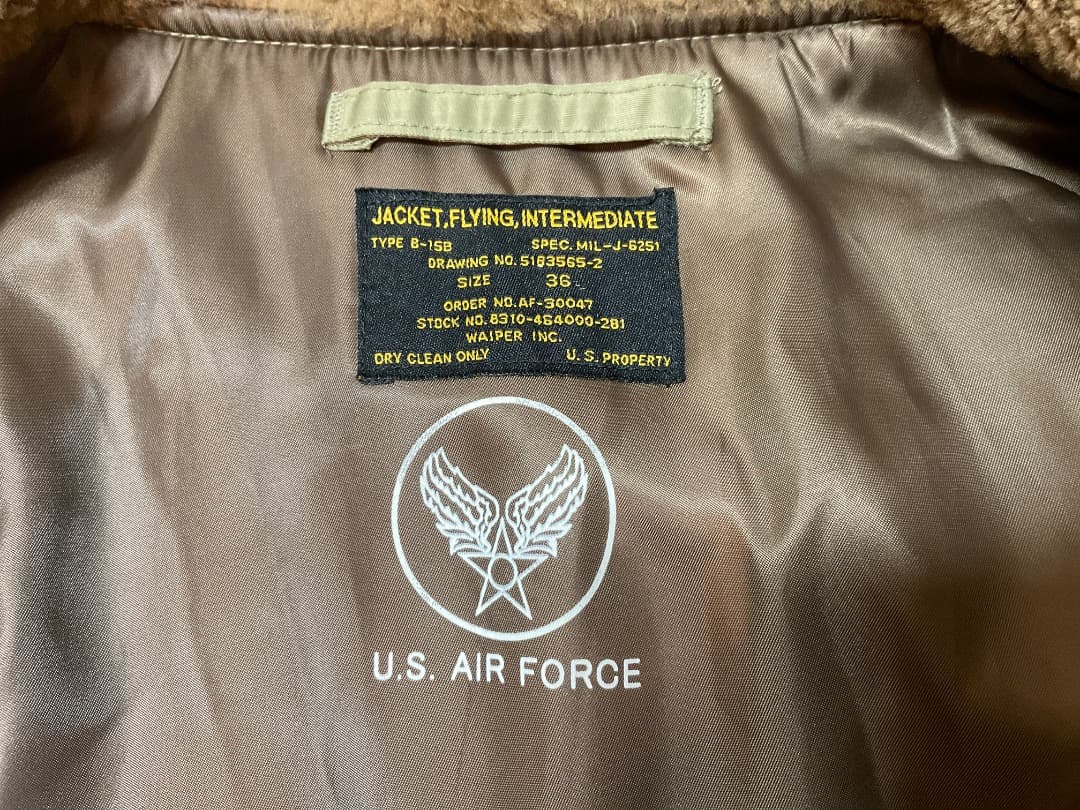 JACKET, FLYING, INTERMEDIATE
TYPE B-15B SPEC. MIL-J-6251
DRAWING NO. 5183565-2
SIZE 36
ORDER NO. AF-30047
STOCK NO. 8310-464000-281
WAIPER INC.
DRY CLEAN ONLY U.S. PROPERTY
U.S. AIR FORCE